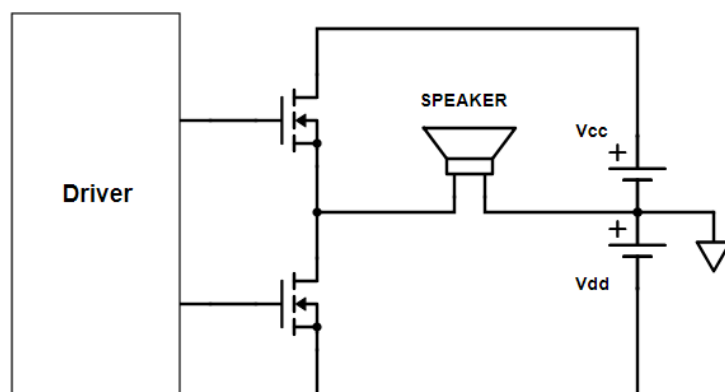 SPEAKER
Vcc
+
Driver
+
Vdd